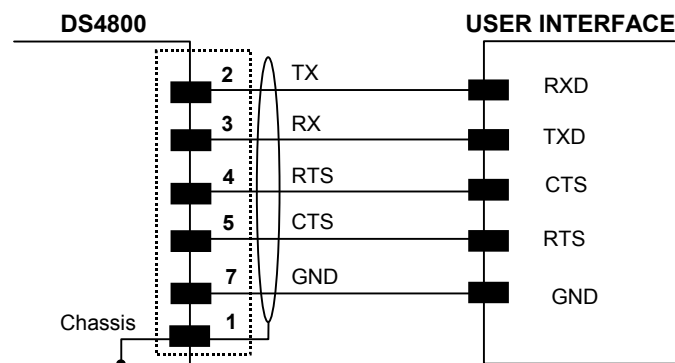 DS4800 USER INTERFACE
2 TX RXD
3 RX TXD
4 RTS CTS
5 CTS RTS
7 GND GND
Chassis 1